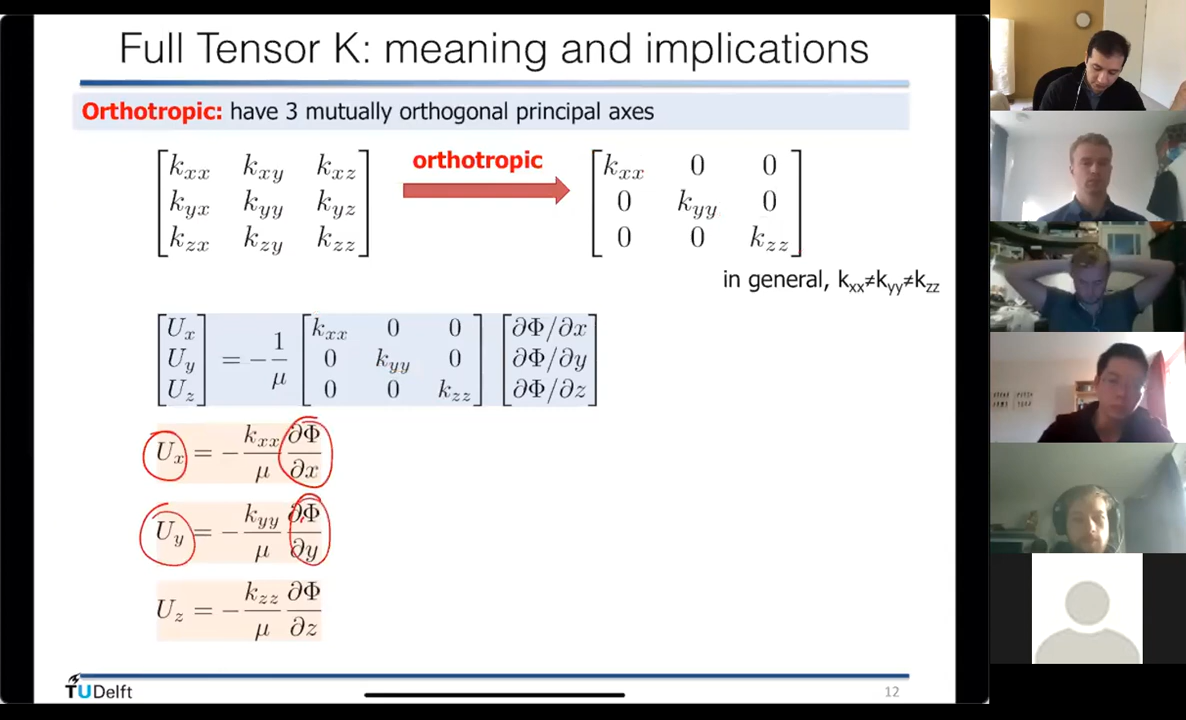 Full Tensor K: meaning and implications
Orthotropic: have 3 mutually orthogonal principal axes
k_xx k_xy k_xz
k_yx k_yy k_yz
k_zx k_zy k_zz
orthotropic
k_xx 0 0
0 k_yy 0
0 0 k_zz
in general, k_xx≠k_yy≠k_zz
[U_x U_y U_z] = -1/μ [k_xx 0 0; 0 k_yy 0; 0 0 k_zz] [∂Φ/∂x ∂Φ/∂y ∂Φ/∂z]
U_x = -k_xx/μ ∂Φ/∂x
U_y = -k_yy/μ ∂Φ/∂y
U_z = -k_zz/μ ∂Φ/∂z
TUDelft
12